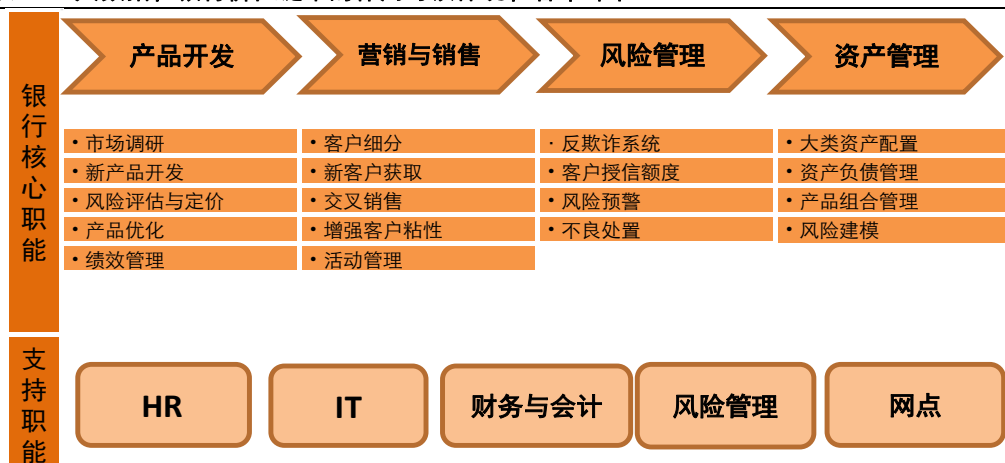 银行核心职能
产品开发
营销与销售
风险管理
资产管理
• 市场调研
• 新产品开发
• 风险评估与定价
• 产品优化
• 绩效管理
• 客户细分
• 新客户获取
• 交叉销售
• 增强客户粘性
• 活动管理
· 反欺诈系统
• 客户授信额度
• 风险预警
• 不良处置
• 大类资产配置
• 资产负债管理
• 产品组合管理
• 风险建模
支持职能
HR
IT
财务与会计
风险管理
网点